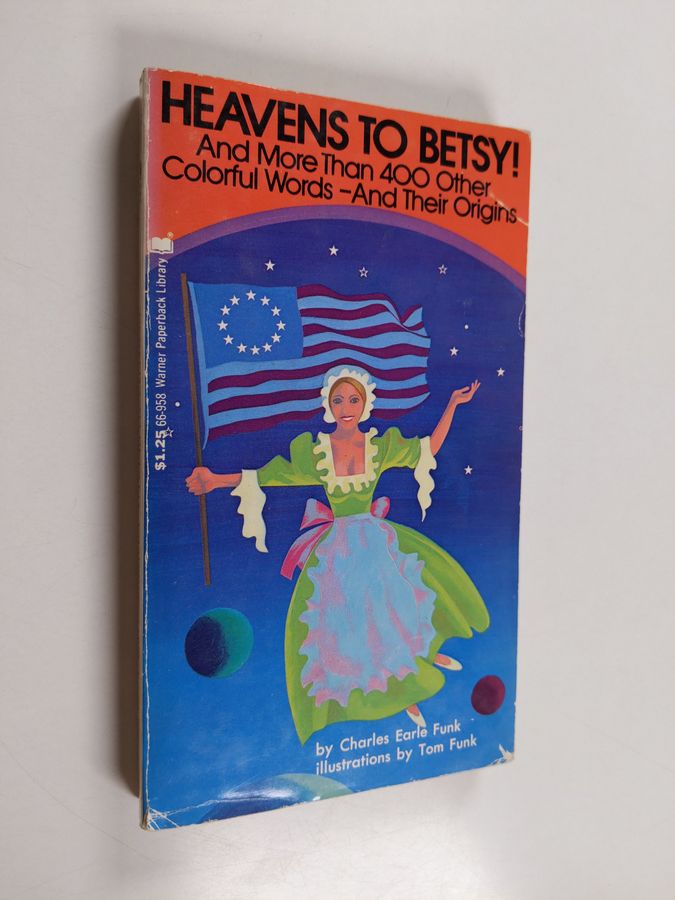 HEAVENS TO BETSY!
And More Than 400 Other
Colorful Words -And Their Origins
$1.25 66-958 Warner Paperback Library ®
by Charles Earle Funk
illustrations by Tom Funk